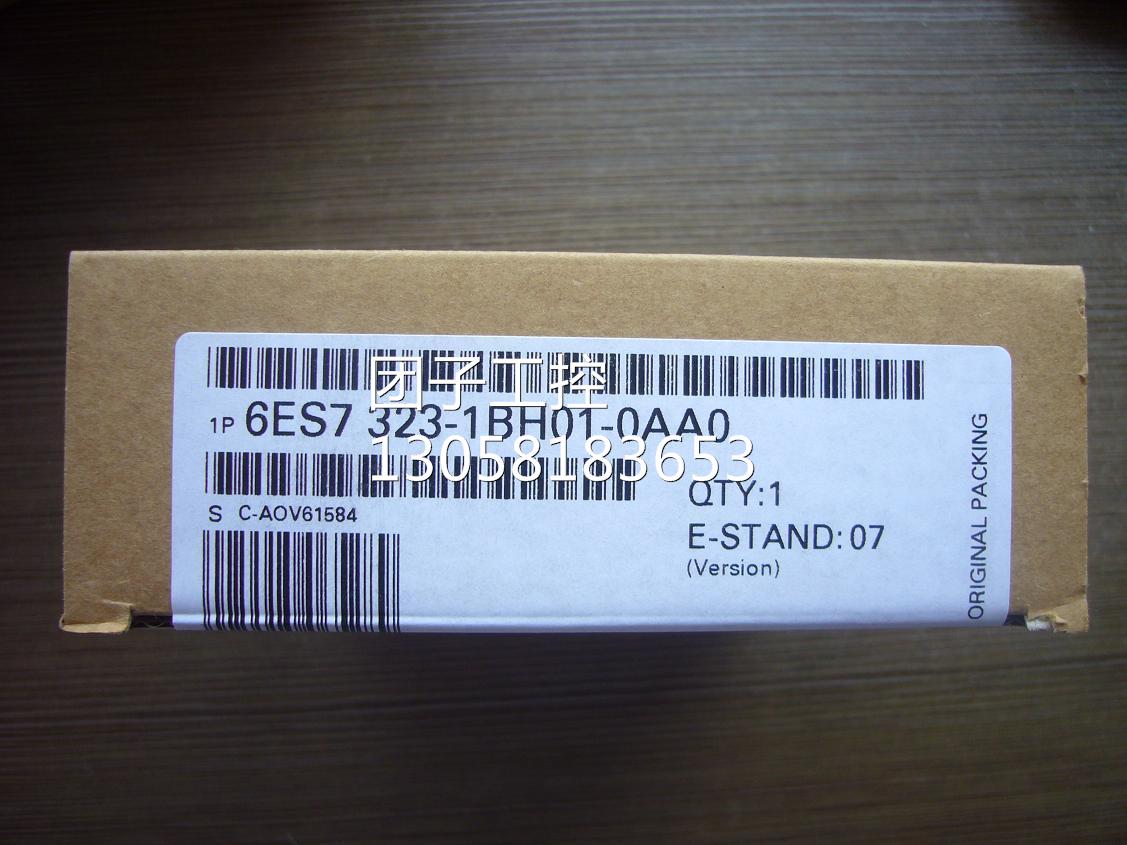 团子工控
1P 6ES7 323-1BH01-0AA0
13058183653
S C-AOV61584
QTY:1
E-STAND: 07
(Version)
ORIGINAL PACKING